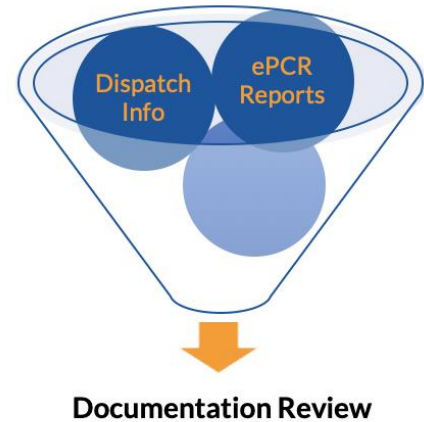 Dispatch
Info
ePCR
Reports
Documentation Review